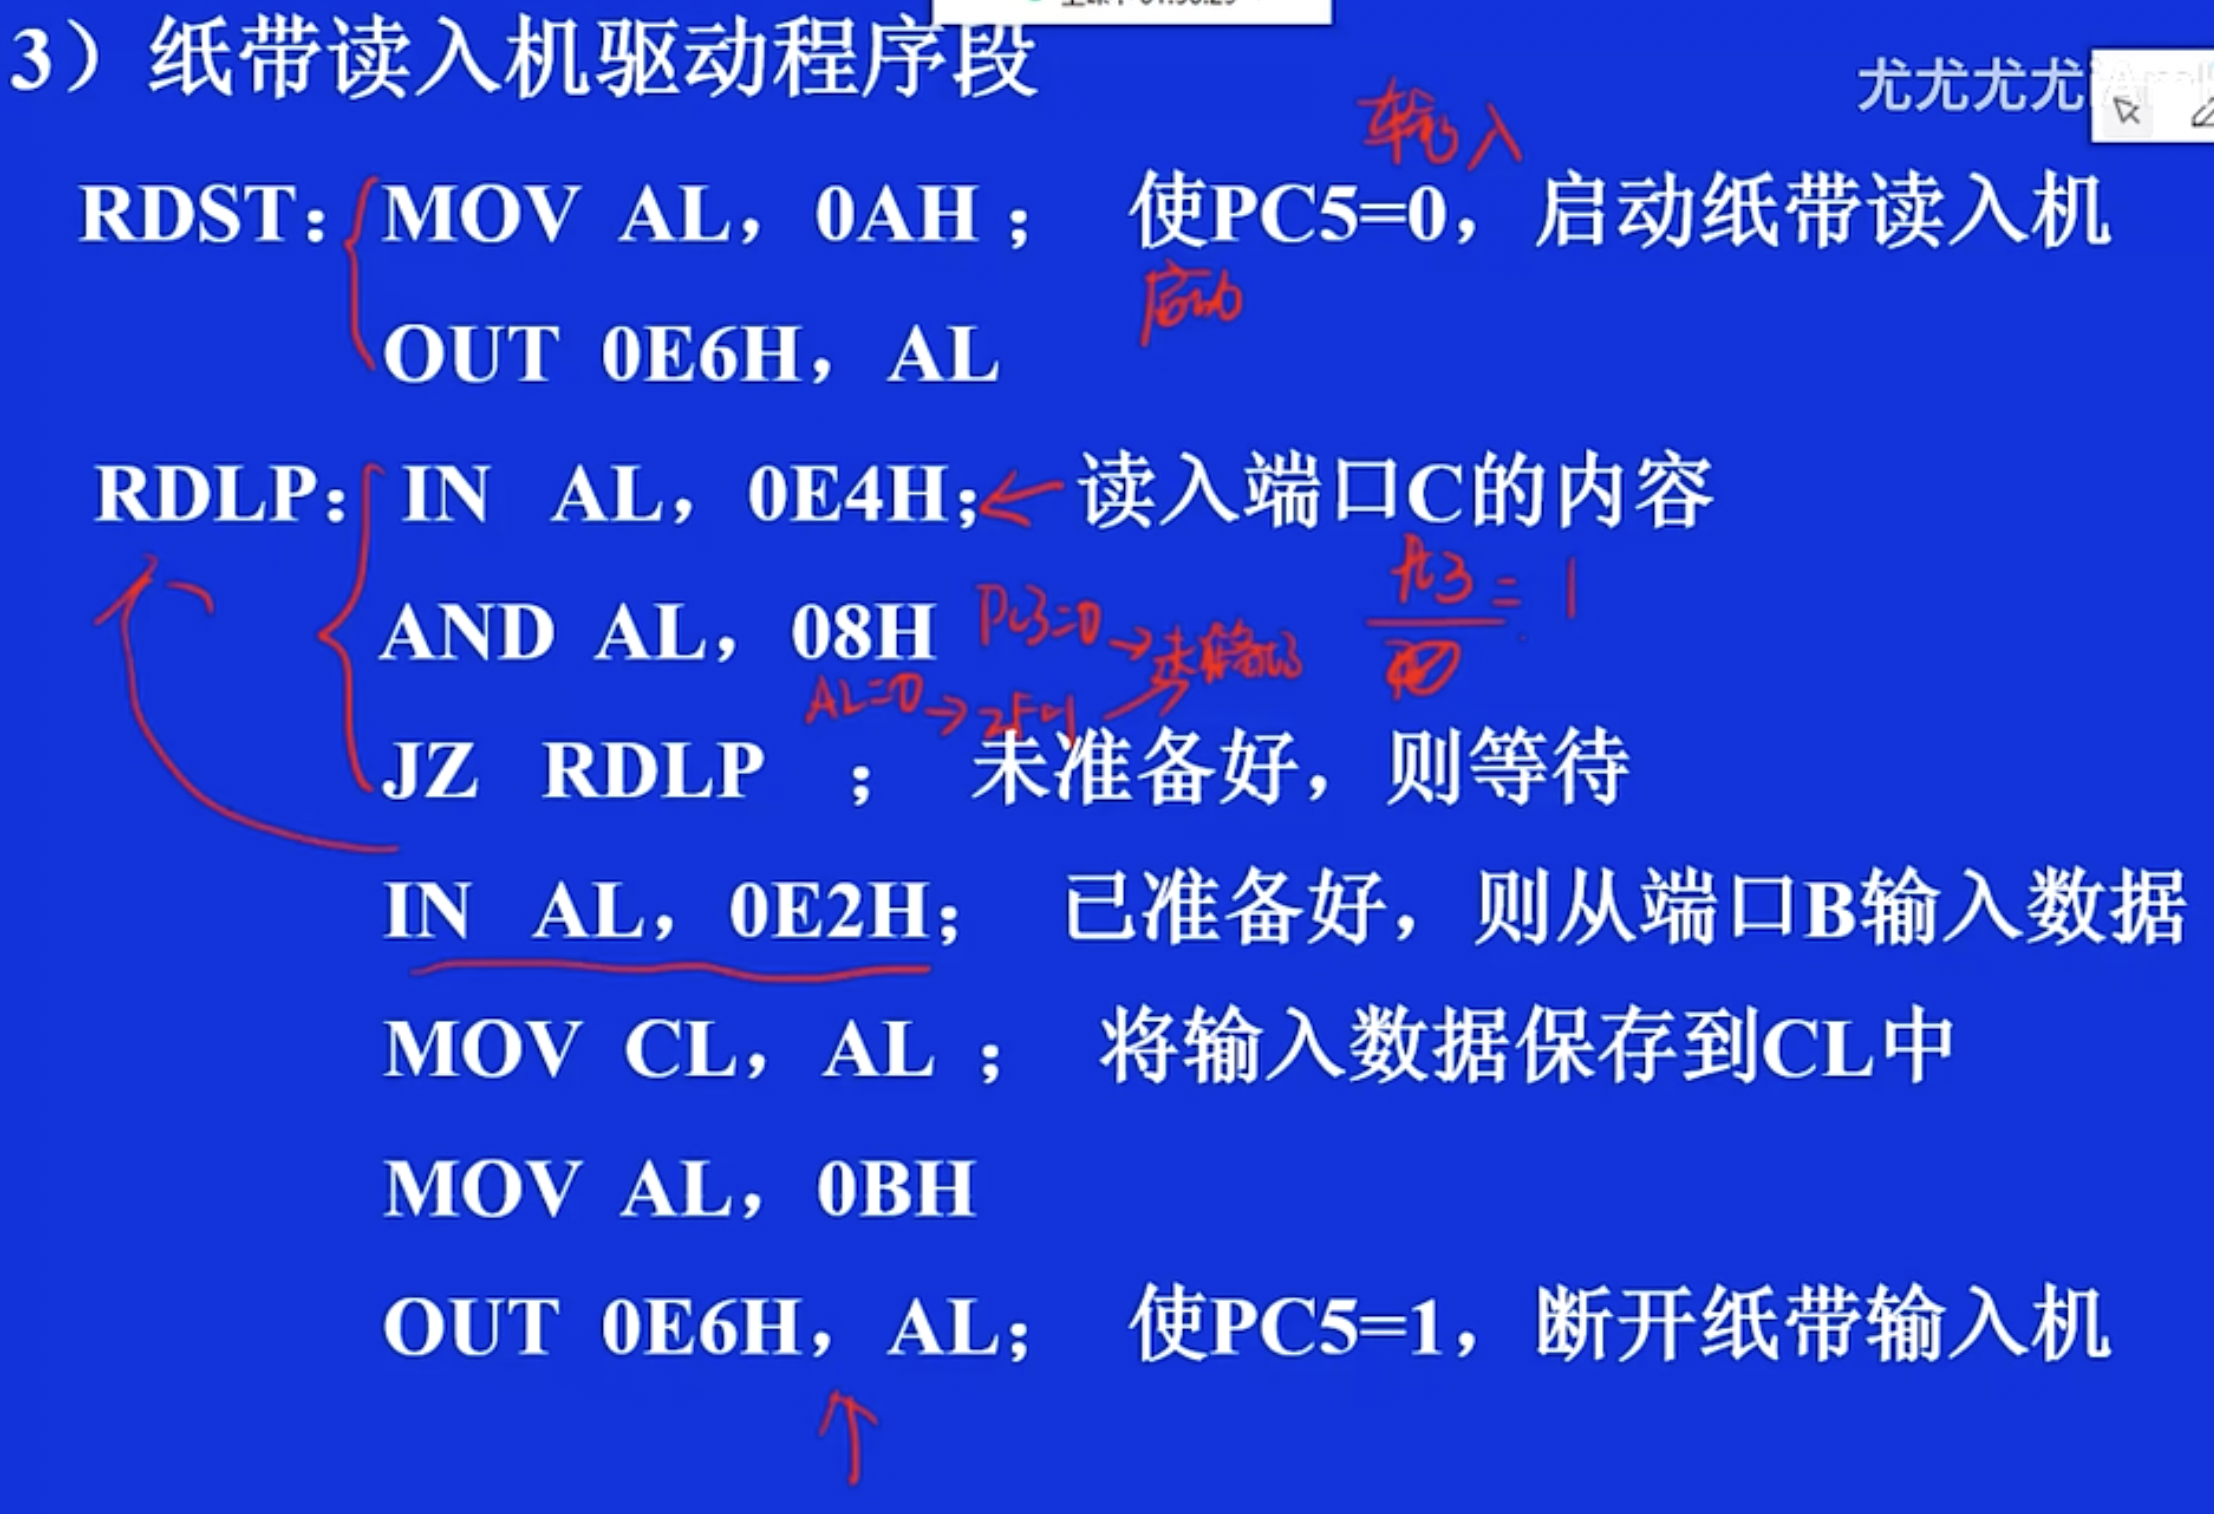 3）纸带读入机驱动程序段
尤尤尤尤
输入
RDST： MOV AL，0AH ； 使PC5=0，启动纸带读入机
启动
OUT 0E6H，AL
RDLP： IN AL，0E4H； 读入端口C的内容
PC3=1
AND AL，08H PC3=0→未准备好
AL=0→ZF=1
JZ RDLP ； 未准备好，则等待
IN AL，0E2H； 已准备好，则从端口B输入数据
MOV CL，AL ； 将输入数据保存到CL中
MOV AL，0BH
OUT 0E6H，AL； 使PC5=1，断开纸带输入机